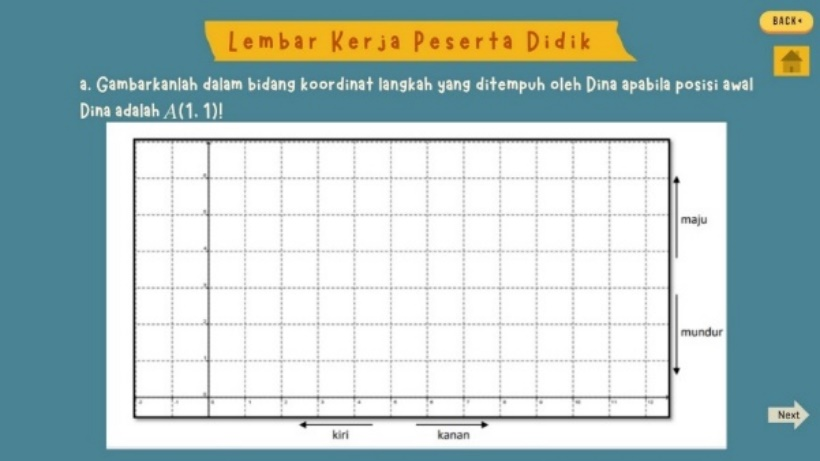 BACK
Lembar Kerja Peserta Didik
a. Gambarkanlah dalam bidang koordinat langkah yang ditempuh oleh Dina apabila posisi awal
Dina adalah A(1, 1)!
maju
mundur
kiri
kanan
Next